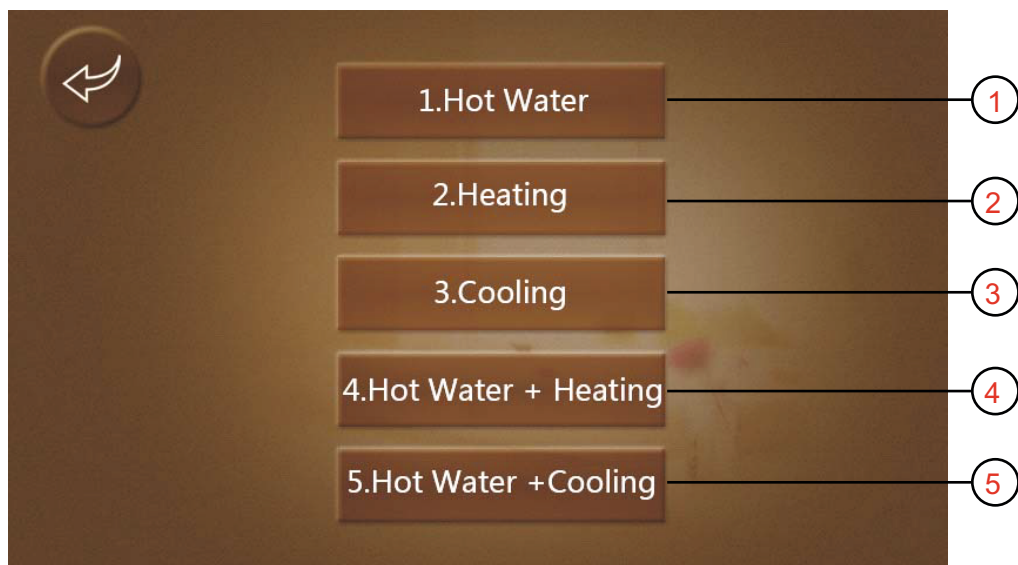 1.Hot Water
1
2.Heating
2
3.Cooling
3
4.Hot Water + Heating
4
5.Hot Water +Cooling
5